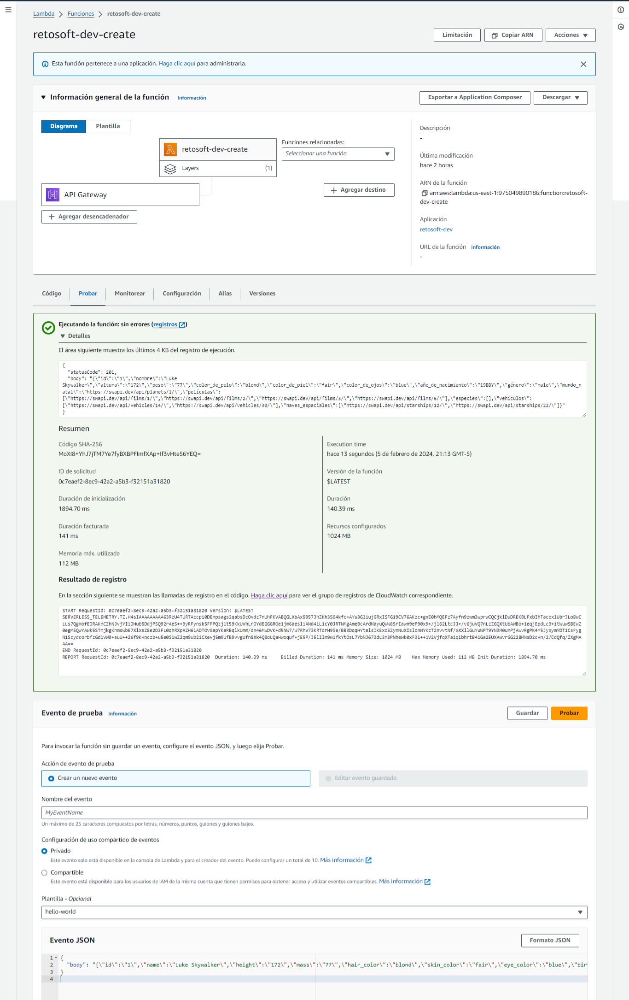 Lambda > Funciones > retosoft-dev-create
retosoft-dev-create
Limitación
Copiar ARN
Acciones
Esta función pertenece a una aplicación. Haga clic aquí para administrarla.
Información general de la función Información
Exportar a Application Composer
Descargar
Diagrama
Plantilla
retosoft-dev-create
Layers (1)
Funciones relacionadas:
Seleccionar una función
API Gateway
Agregar destino
Agregar desencadenador
Descripción
-
Última modificación
hace 2 horas
ARN de la función
arn:aws:lambda:us-east-1:975049890186:function:retosoft-
dev-create
Aplicación
retosoft-dev
URL de la función Información
-
Código
Probar
Monitorear
Configuración
Alias
Versiones
Ejecutando la función: sin errores (registros)
Detalles
El área siguiente muestra los últimos 4 KB del registro de ejecución.
{
"statusCode": 201,
"body": "{\"id\":\"1\",\"nombre\":\"Luke
Skywalker\",\"altura\":\"172\",\"peso\":\"77\",\"color_de_pelo\":\"blond\",\"color_de_piel\":\"fair\",\"color_de_ojos\":\"blue\",\"año_de_nacimiento\":\"19BBY\",\"género\":\"male\",\"mundo_n
atal\":\"https://swapi.dev/api/planets/1/\",\"películas\":
[\"https://swapi.dev/api/films/1/\",\"https://swapi.dev/api/films/2/\",\"https://swapi.dev/api/films/3/\",\"https://swapi.dev/api/films/6/\"],\"especies\":[],\"vehículos\":
[\"https://swapi.dev/api/vehicles/14/\",\"https://swapi.dev/api/vehicles/30/\"],\"naves_espaciales\":[\"https://swapi.dev/api/starships/12/\",\"https://swapi.dev/api/starships/22/\"]}"
}
Resumen
Código SHA-256
MoXI8+YhJ7jTM7Ye7fyBXBPFImfXAp+If3vHte56YEQ=
Execution time
hace 13 segundos (5 de febrero de 2024, 21:13 GMT-5)
ID de solicitud
0c7eaef2-8ec9-42a2-a5b3-f32151a31820
Versión de la función
$LATEST
Duración de inicialización
1894.70 ms
Duración
140.39 ms
Duración facturada
141 ms
Recursos configurados
1024 MB
Memoria máx. utilizada
112 MB
Resultado de registro
En la sección siguiente se muestran las llamadas de registro en el código. Haga clic aquí para ver el grupo de registros de CloudWatch correspondiente.
START RequestId: 0c7eaef2-8ec9-42a2-a5b3-f32151a31820 Version: $LATEST
AA==
END RequestId: 0c7eaef2-8ec9-42a2-a5b3-f32151a31820
REPORT RequestId: 0c7eaef2-8ec9-42a2-a5b3-f32151a31820 Duration: 140.39 ms Billed Duration: 141 ms Memory Size: 1024 MB Max Memory Used: 112 MB Init Duration: 1894.70 ms
Evento de prueba Información
Guardar
Probar
Para invocar la función sin guardar un evento, configure el evento JSON, y luego elija Probar.
Acción de evento de prueba
Crear un nuevo evento
Editar evento guardado
Nombre del evento
MyEventName
Un máximo de 25 caracteres compuestos por letras, números, puntos, guiones y guiones bajos.
Configuración de uso compartido de eventos
Privado
Este evento solo está disponible en la consola de Lambda y para el creador del evento. Puede configurar un total de 10. Más información
Compartible
Este evento está disponible para los usuarios de IAM de la misma cuenta que tienen permisos para obtener acceso y utilizar eventos compartibles. Más información
Plantilla - Opcional
hello-world
Evento JSON
Formato JSON
1 {
2 "body": "{\"id\":\"1\",\"name\":\"Luke Skywalker\",\"height\":\"172\",\"mass\":\"77\",\"hair_color\":\"blond\",\"skin_color\":\"fair\",\"eye_color\":\"blue\",\"bir
3 }
4